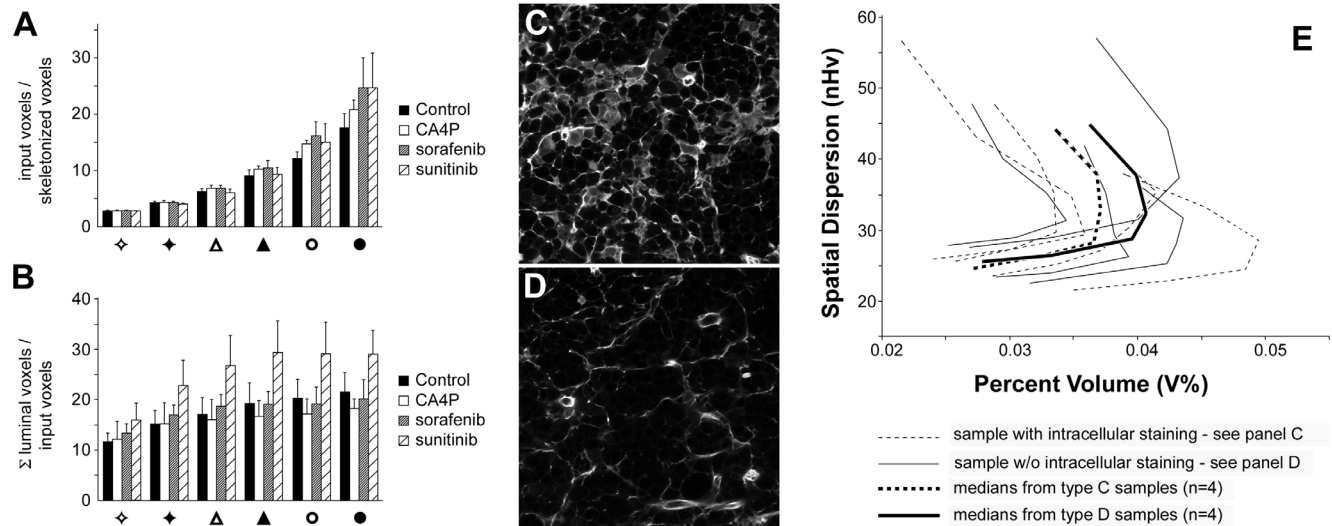 A
input voxels /
skeletonized voxels
30
20
10
0
Control
CA4P
sorafenib
sunitinib
B
Σ luminal voxels /
input voxels
40
30
20
10
0
Control
CA4P
sorafenib
sunitinib
C
D
E
Spatial Dispersion (nHv)
60
50
40
30
20
0.02
0.03
0.04
0.05
Percent Volume (V%)
sample with intracellular staining - see panel C
sample w/o intracellular staining - see panel D
medians from type C samples (n=4)
medians from type D samples (n=4)